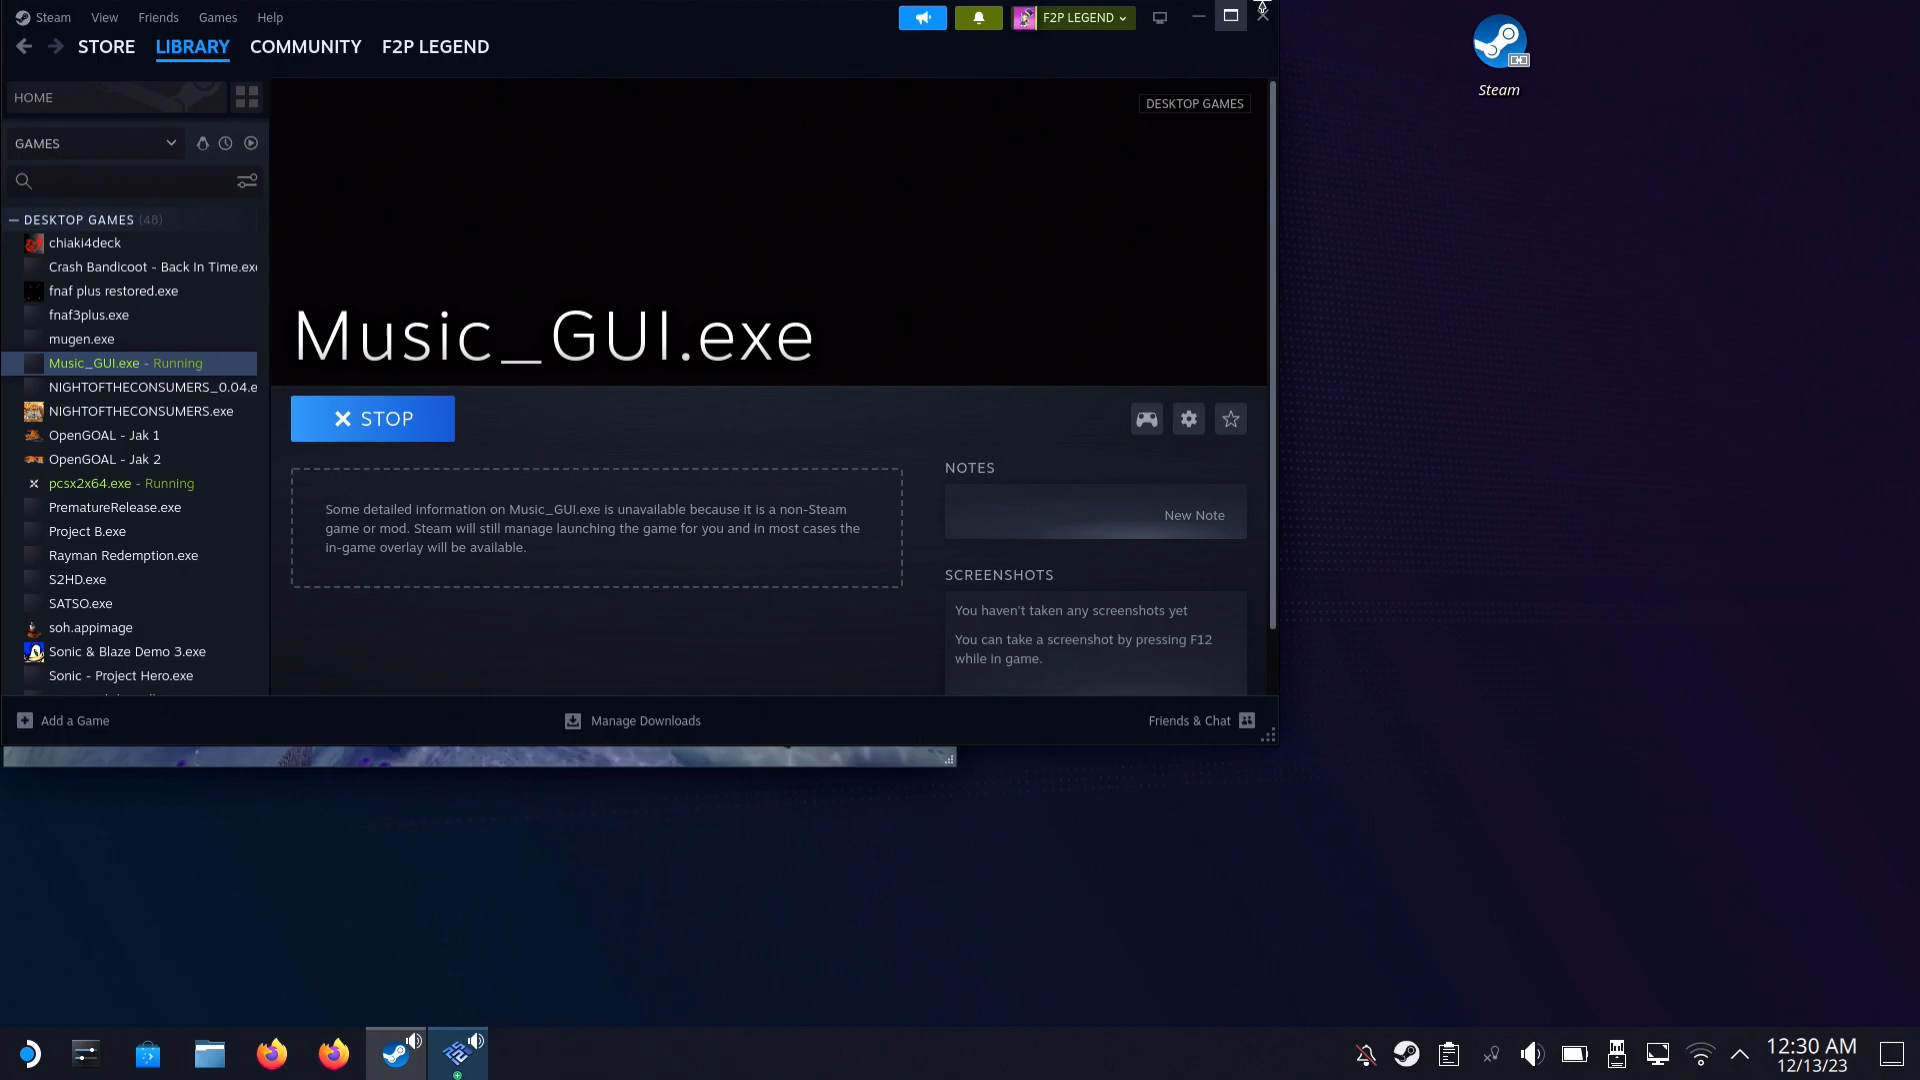 Steam View Friends Games Help F2P LEGEND
STORE LIBRARY COMMUNITY F2P LEGEND
HOME
GAMES
DESKTOP GAMES (48)
chiaki4deck
Crash Bandicoot - Back In Time.exe
fnaf plus restored.exe
fnaf3plus.exe
mugen.exe
Music_GUI.exe - Running
NIGHTOFTHECONSUMERS_0.04.e
NIGHTOFTHECONSUMERS.exe
OpenGOAL - Jak 1
OpenGOAL - Jak 2
pcsx2x64.exe - Running
PrematureRelease.exe
Project B.exe
Rayman Redemption.exe
S2HD.exe
SATSO.exe
soh.appimage
Sonic & Blaze Demo 3.exe
Sonic - Project Hero.exe
DESKTOP GAMES
Music_GUI.exe
STOP
Some detailed information on Music_GUI.exe is unavailable because it is a non-Steam
game or mod. Steam will still manage launching the game for you and in most cases the
in-game overlay will be available.
NOTES
New Note
SCREENSHOTS
You haven't taken any screenshots yet
You can take a screenshot by pressing F12
while in game.
Add a Game Manage Downloads Friends & Chat
Steam
12:30 AM
12/13/23